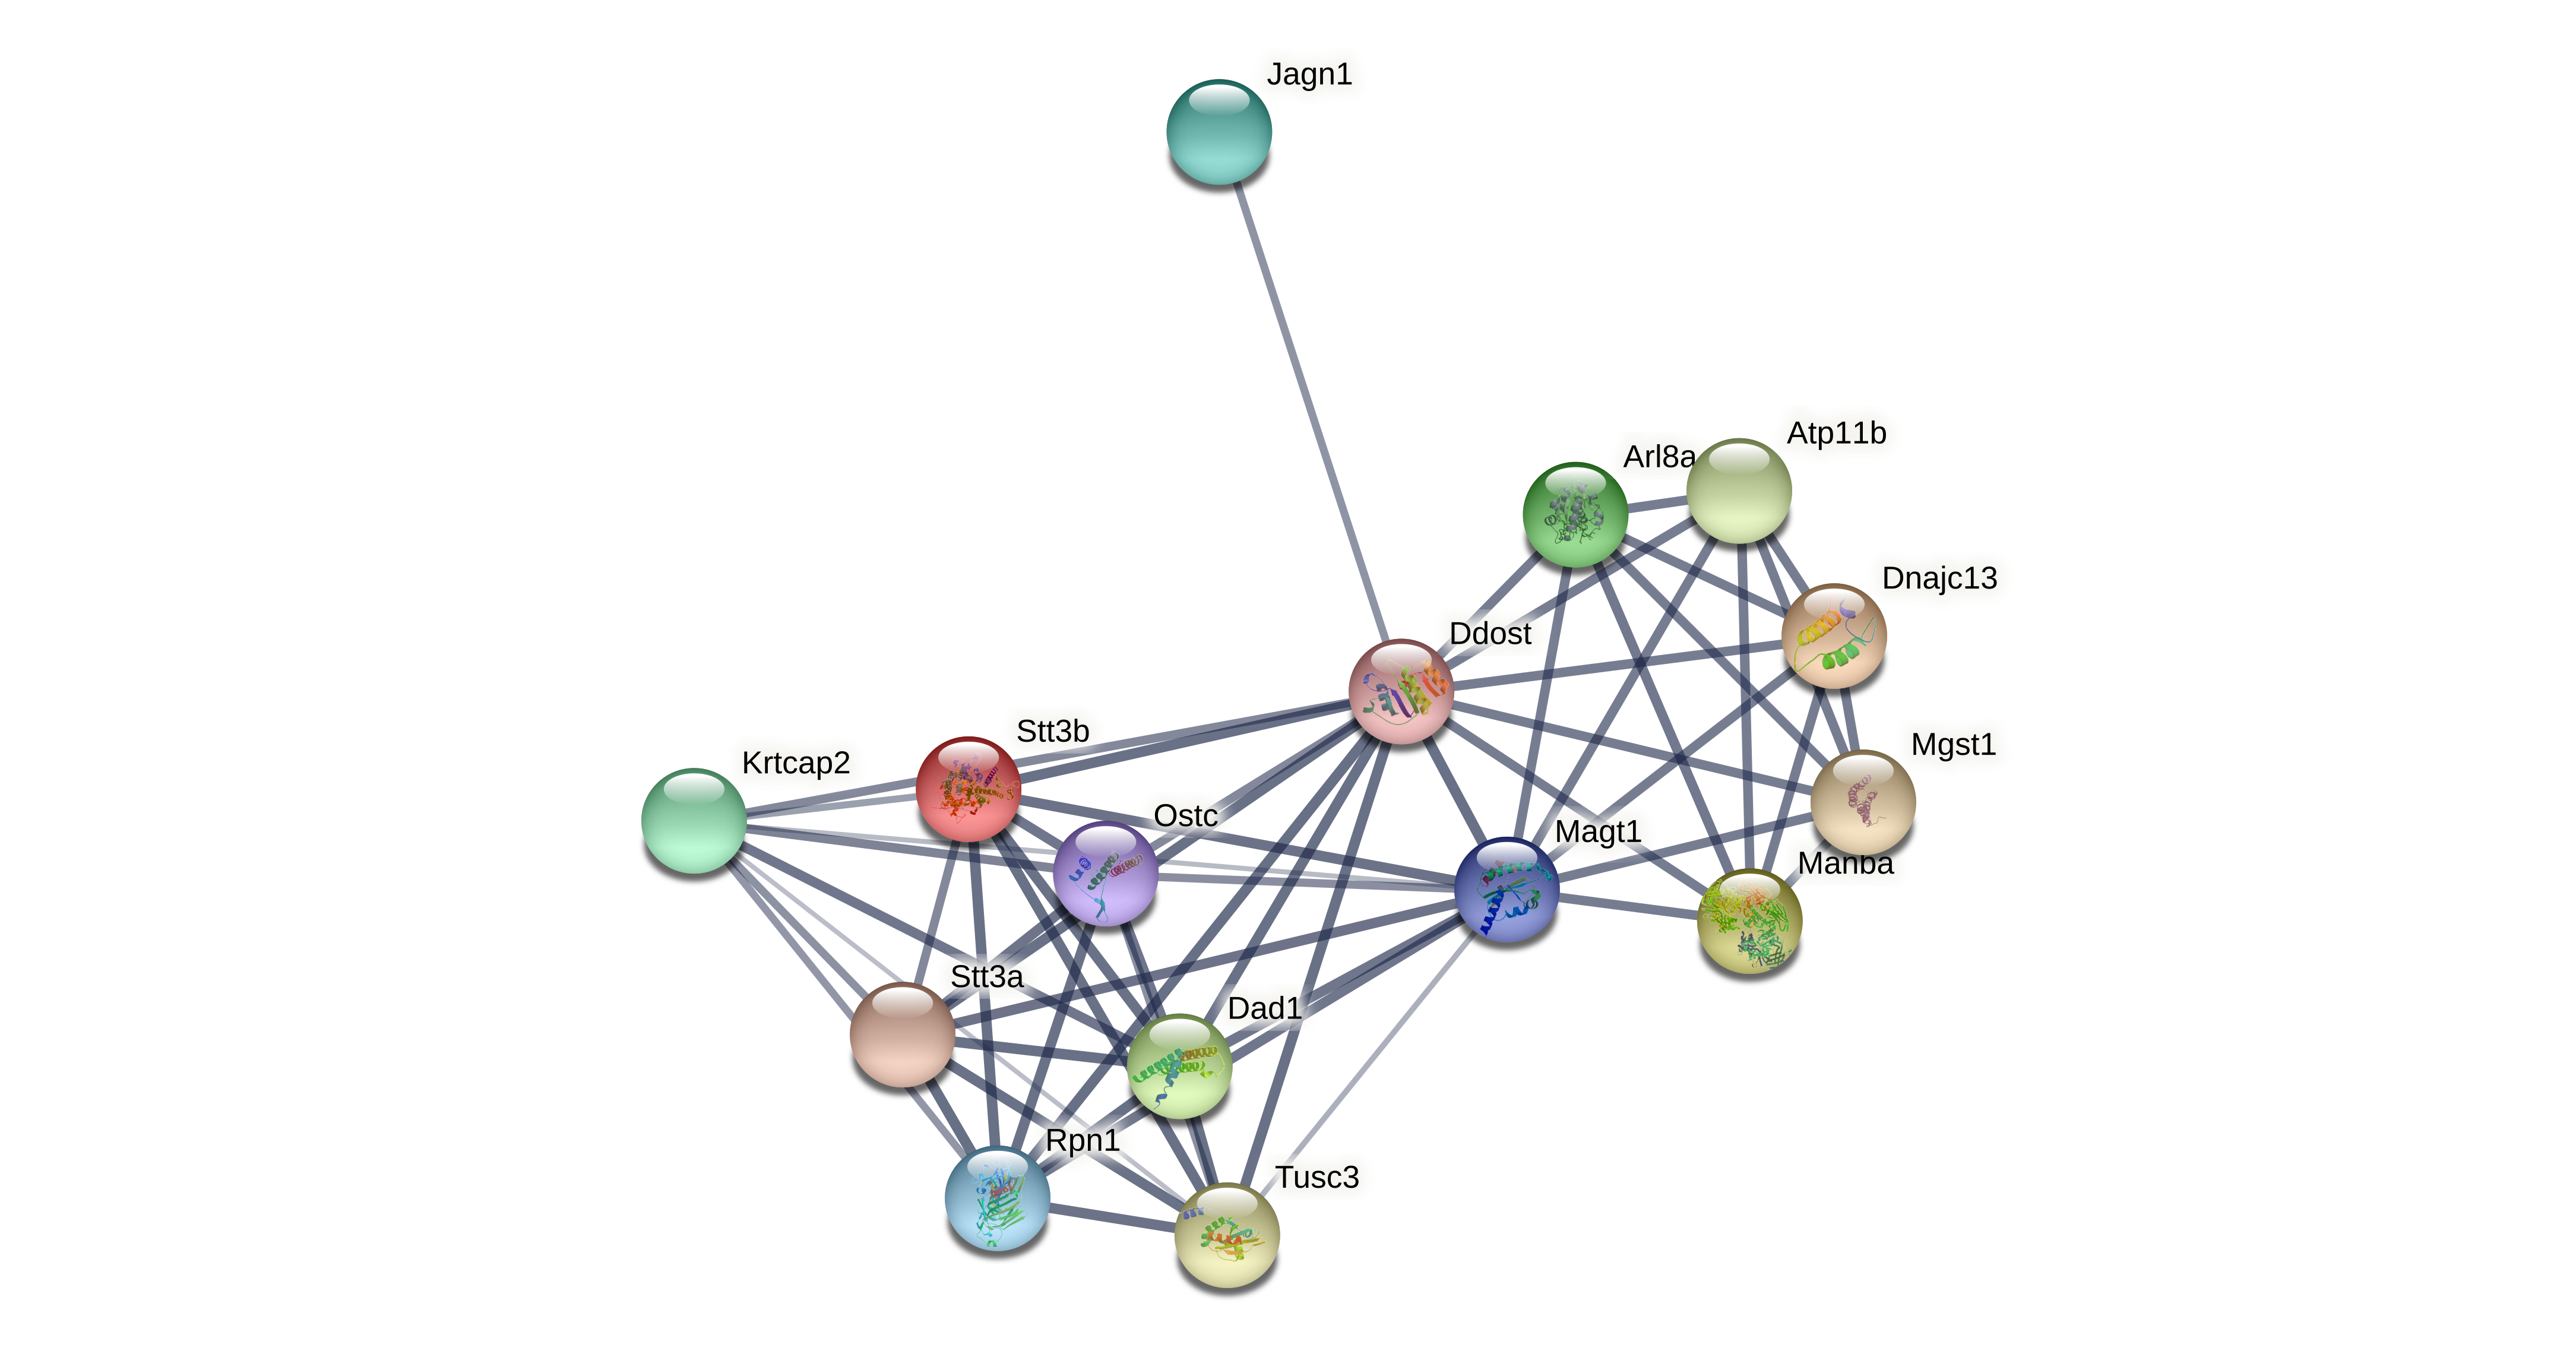 Jagn1
Atp11b
Arl8a
Dnajc13
Ddost
Stt3b
Mgst1
Krtcap2
Ostc
Magt1
Manba
Stt3a
Dad1
Rpn1
Tusc3